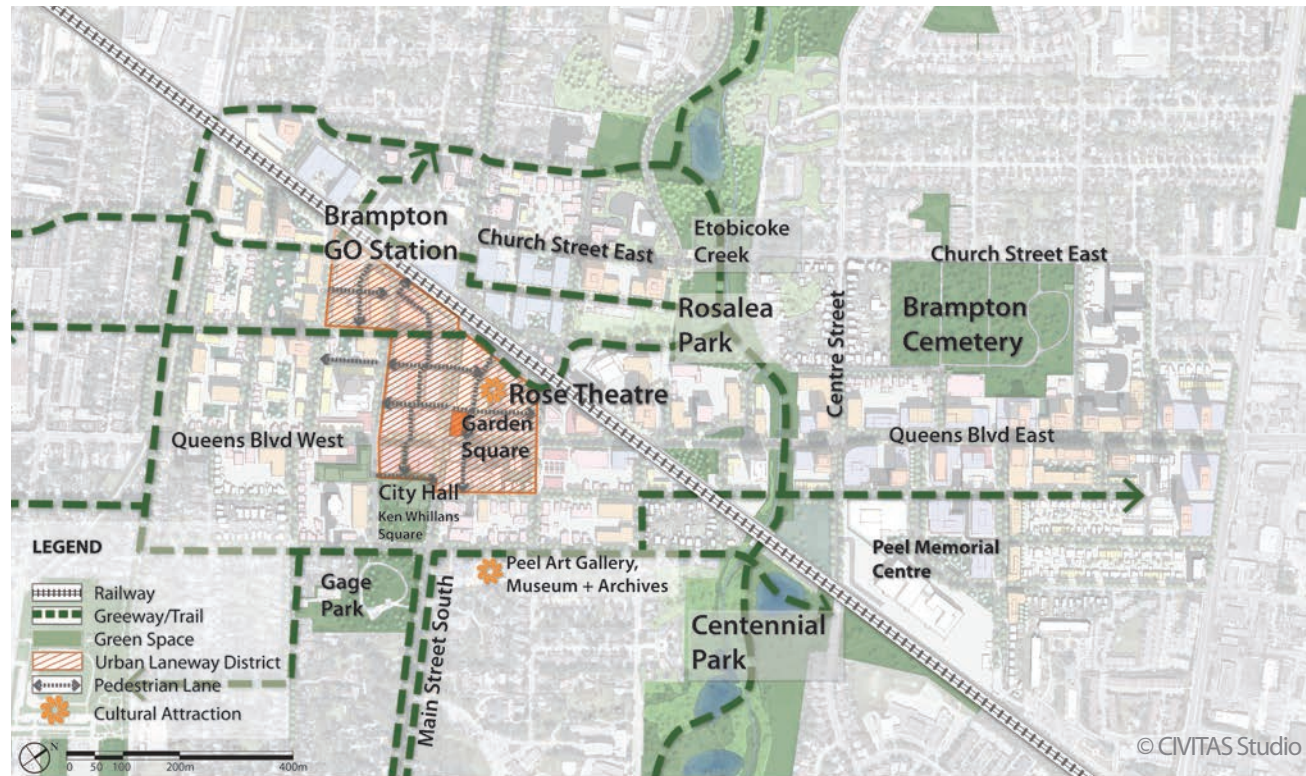 Brampton
GO Station
Church Street East
Etobicoke
Creek
Church Street East
Rosalea
Park
Centre Street
Brampton
Cemetery
Rose Theatre
Garden
Square
Queens Blvd West
Queens Blvd East
City Hall
Ken Whillans
Square
LEGEND
Railway
Greeway/Trail
Green Space
Urban Laneway District
Pedestrian Lane
Cultural Attraction
Gage
Park
Main Street South
Peel Art Gallery,
Museum + Archives
Peel Memorial
Centre
Centennial
Park
N
0 50 100 200m 400m
© CIVITAS Studio